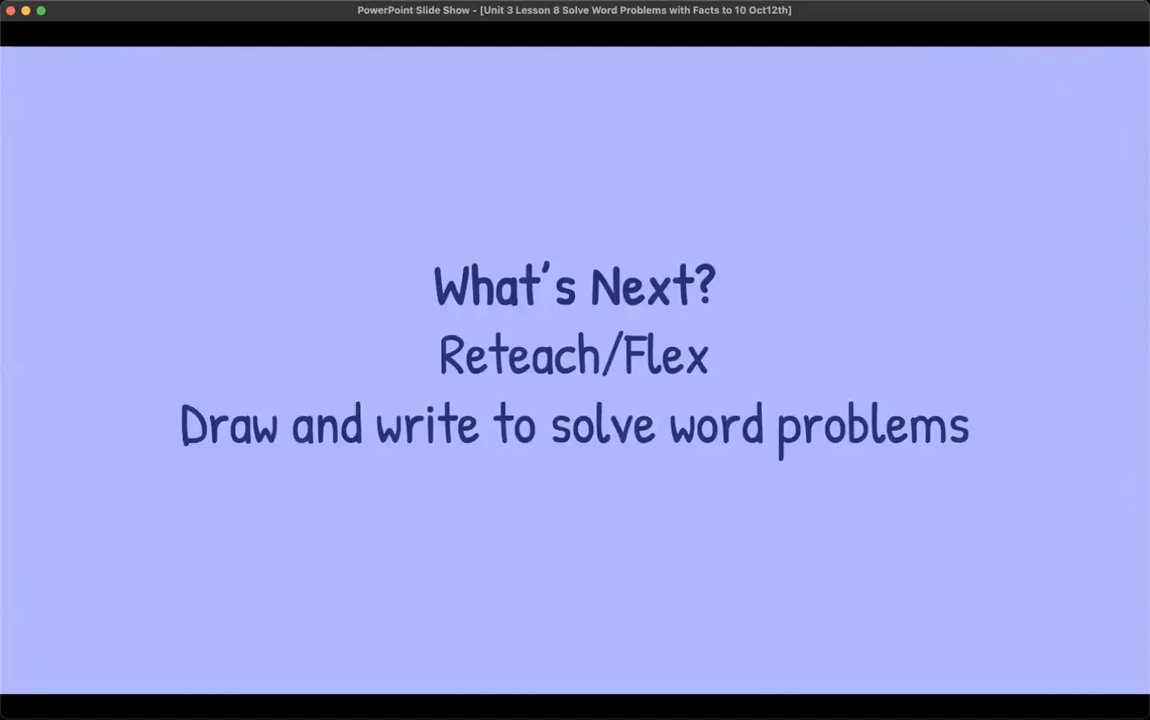 PowerPoint Slide Show - [Unit 3 Lesson 8 Solve Word Problems with Facts to 10 Oct12th]
What's Next?
Reteach/Flex
Draw and write to solve word problems